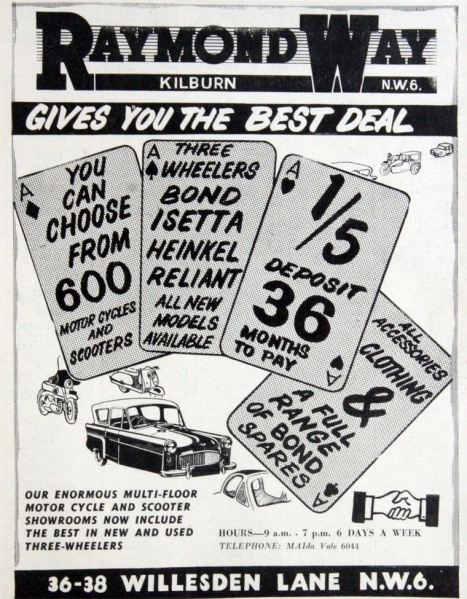 RAYMOND WAY
KILBURN N.W.6.
GIVES YOU THE BEST DEAL
A
YOU
CAN
CHOOSE
FROM
600
MOTOR CYCLES
AND
SCOOTERS
A
THREE
WHEELERS
BOND
ISETTA
HEINKEL
RELIANT
ALL NEW
MODELS
AVAILABLE
A
1/5
DEPOSIT
36
MONTHS
TO PAY
A
ALL
ACCESSORIES
CLOTHING
&
A FULL
RANGE
OF BOND
SPARES
A
OUR ENORMOUS MULTI-FLOOR
MOTOR CYCLE AND SCOOTER
SHOWROOMS NOW INCLUDE
THE BEST IN NEW AND USED
THREE-WHEELERS
HOURS—9 a.m. - 7 p.m. 6 DAYS A WEEK
TELEPHONE: MAIda Vale 6044
36-38 WILLESDEN LANE N.W.6.